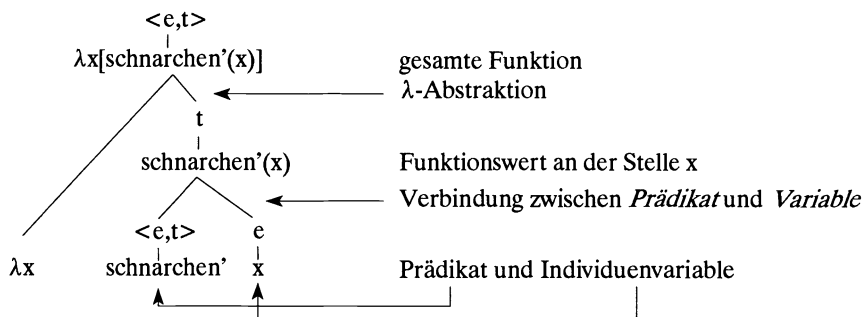 <e,t>
λx[schnarchen’(x)] gesamte Funktion
λ-Abstraktion
t
schnarchen’(x) Funktionswert an der Stelle x
Verbindung zwischen Prädikat und Variable
<e,t> e
λx schnarchen’ x Prädikat und Individuenvariable